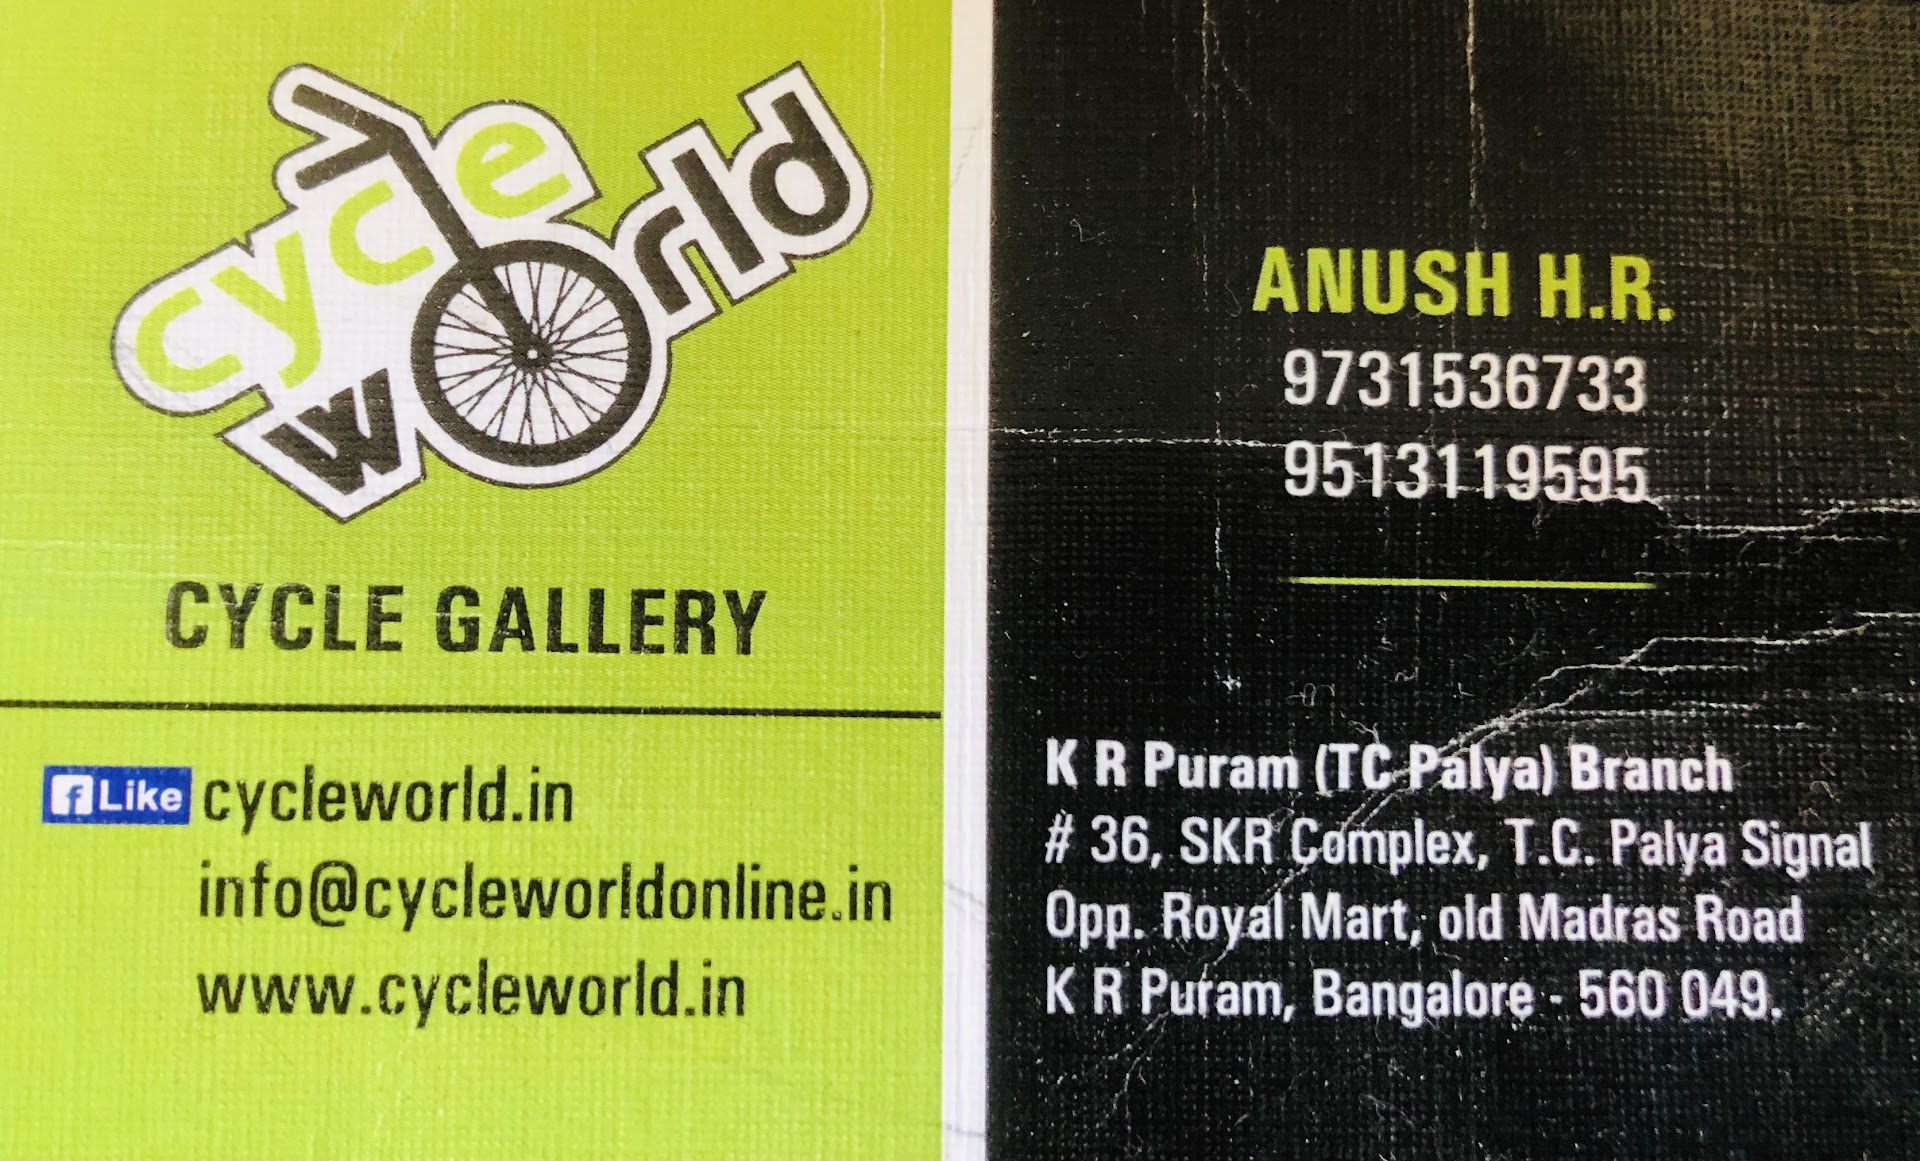 cycle
world
CYCLE GALLERY
f Like cycleworld.in
info@cycleworldonline.in
www.cycleworld.in
ANUSH H.R.
9731536733
9513119595
K R Puram (TC Palya) Branch
# 36, SKR Complex, T.C. Palya Signal
Opp. Royal Mart, old Madras Road
K R Puram, Bangalore - 560 049.